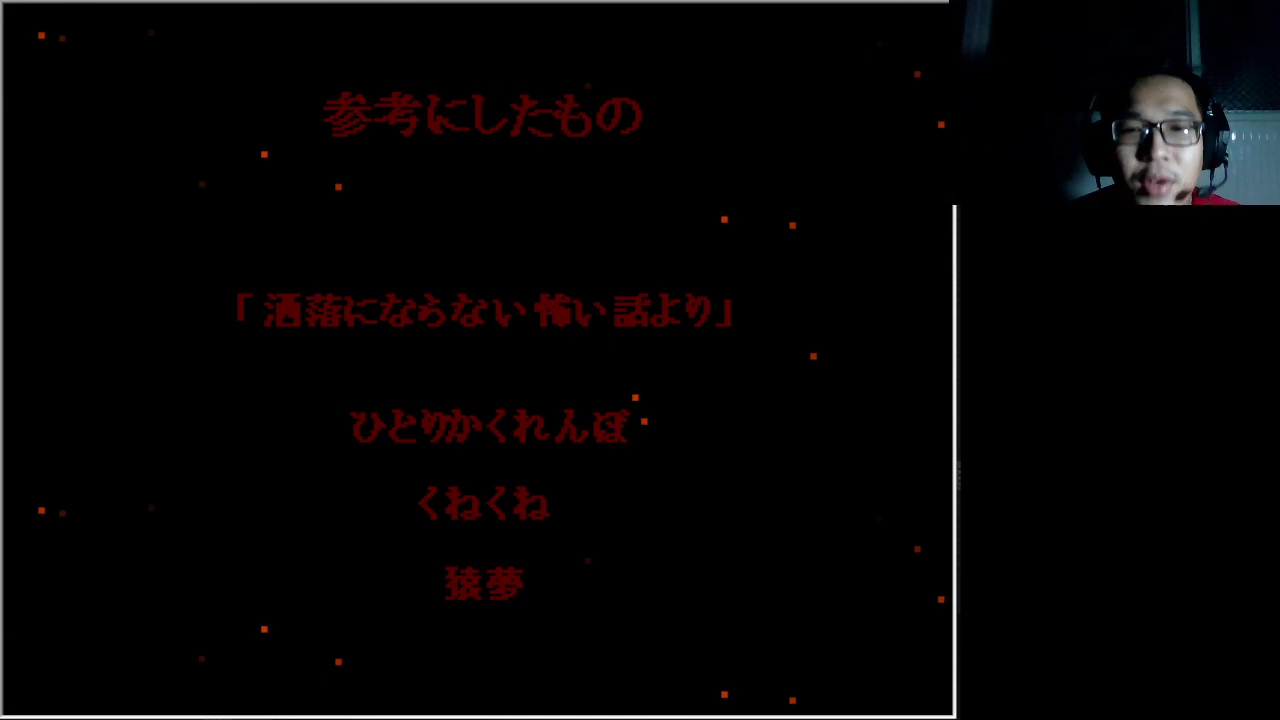 参考にしたもの
「洒落にならない怖い話より」
ひとりかくれんぼ
くねくね
猿夢